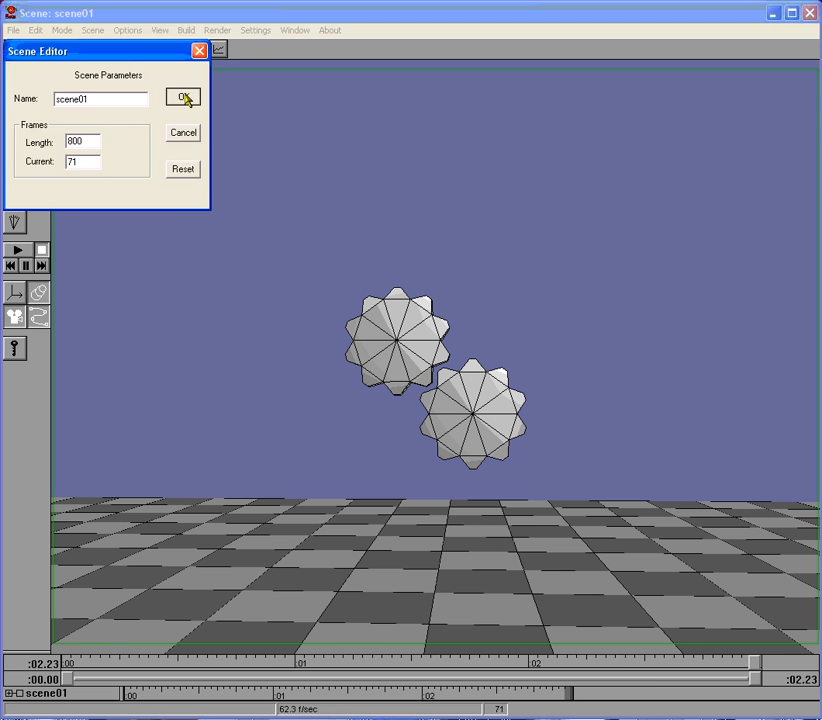 Scene: scene01
File Edit Mode Scene Options View Build Render Settings Window About
Scene Editor
Scene Parameters
Name: scene01
OK
Frames
Length: 800
Current: 71
Cancel
Reset
:02.23 :00 :01 :02
:00.00 :02.23
scene01 :00 :01 :02
62.3 f/sec 71